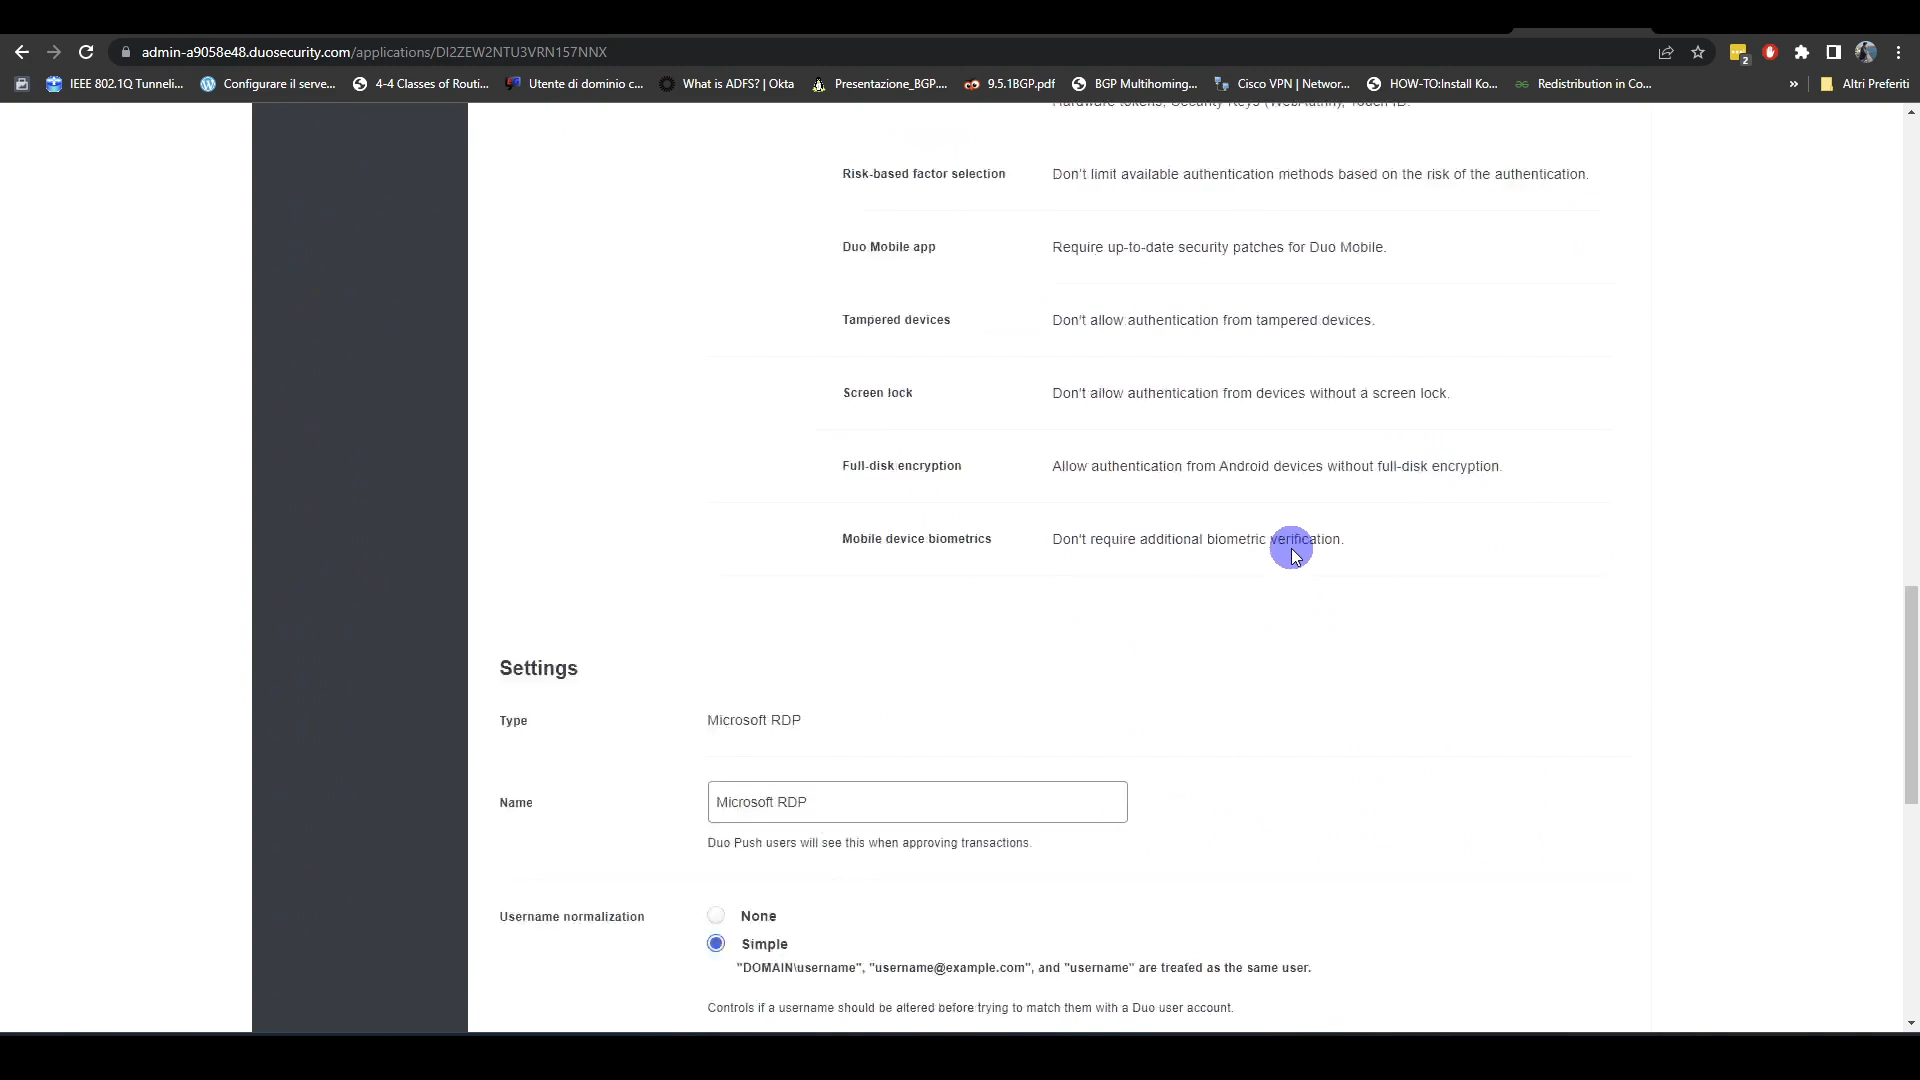 admin-a9058e48.duosecurity.com/applications/DI2ZEW2NTU3VRN157NNX
2
IEEE 802.1Q Tunneli... Configurare il serve... 4-4 Classes of Routi... Utente di dominio c... What is ADFS? | Okta Presentazione_BGP.... 9.5.1BGP.pdf BGP Multihoming... Cisco VPN | Networ... HOW-TO:Install Ko... Redistribution in Co... » Altri Preferiti
Hardware tokens, Security Keys (WebAuthn), Touch ID.
Risk-based factor selection Don't limit available authentication methods based on the risk of the authentication.
Duo Mobile app Require up-to-date security patches for Duo Mobile.
Tampered devices Don't allow authentication from tampered devices.
Screen lock Don't allow authentication from devices without a screen lock.
Full-disk encryption Allow authentication from Android devices without full-disk encryption.
Mobile device biometrics Don't require additional biometric verification.
Settings
Type Microsoft RDP
Name Microsoft RDP
Duo Push users will see this when approving transactions.
Username normalization None
Simple
"DOMAIN\username", "username@example.com", and "username" are treated as the same user.
Controls if a username should be altered before trying to match them with a Duo user account.